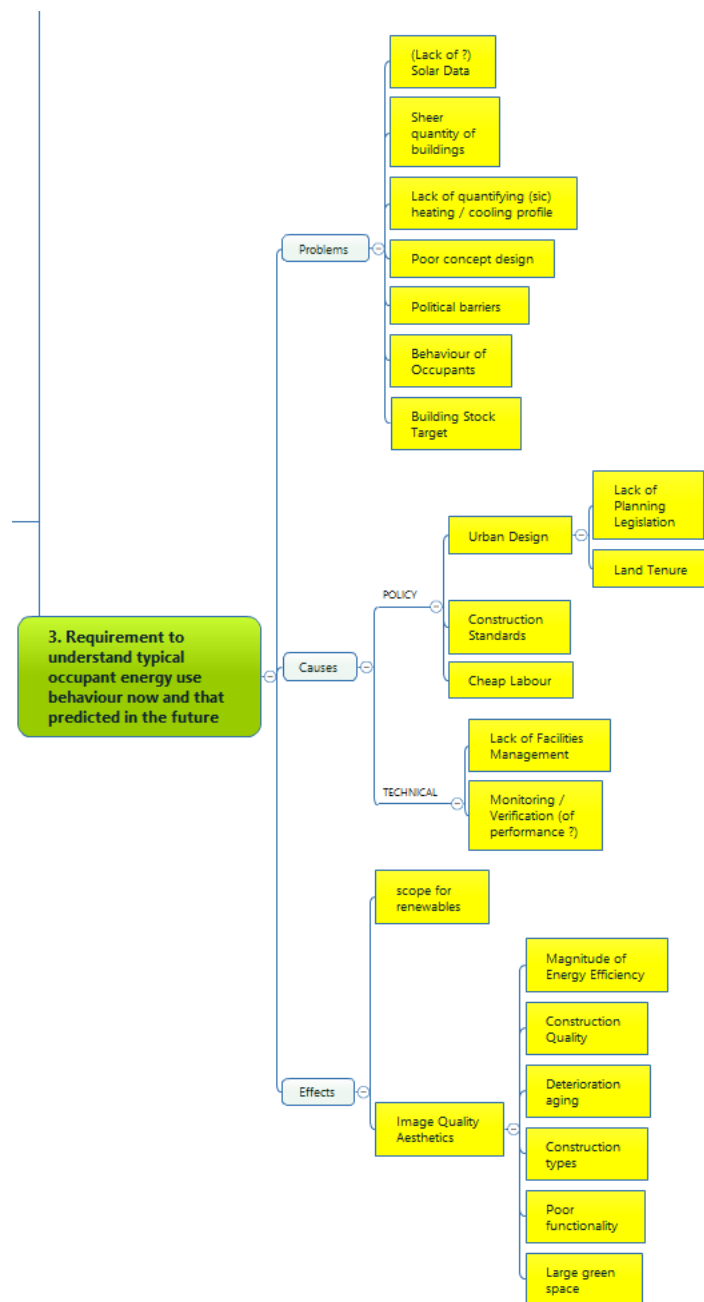 (Lack of ?)
Solar Data
Sheer
quantity of
buildings
Lack of quantifying (sic)
heating / cooling profile
Problems
Poor concept design
Political barriers
Behaviour of
Occupants
Building Stock
Target
Lack of
Planning
Legislation
Urban Design
Land Tenure
POLICY
Construction
Standards
3. Requirement to
understand typical
occupant energy use
behaviour now and that
predicted in the future
Causes
Cheap Labour
Lack of Facilities
Management
TECHNICAL
Monitoring /
Verification (of
performance ?)
scope for
renewables
Magnitude of
Energy Efficiency
Construction
Quality
Deterioration
aging
Effects
Image Quality
Aesthetics
Construction
types
Poor
functionality
Large green
space